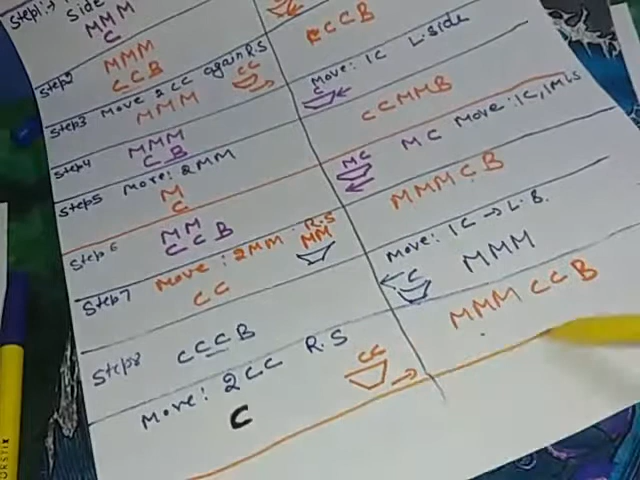 Step1:→
Side
MMM
C
MMM
CCB
CCB
Step3 Move 2CC again R.S
CC
MMM
Move: 1C L.side
C
Step4
MMM
CB
CCMMB
Step5 Move: 2MM
M
C
MC
MC Move: 1C, 1M L.S
Step6
MM
CCB
MMMCB
Step7 Move: 2MM R.S
MM
CC
Move: 1C → L.B.
C
MMM
Step8
CCCB
MMMCCB
Move: 2CC R.S
CC
C